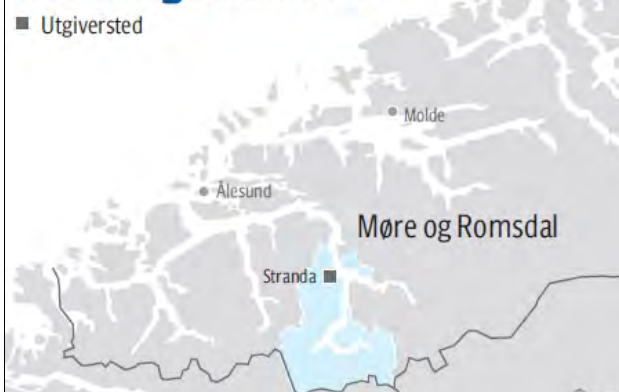 Utgiversted
Molde
Ålesund
Møre og Romsdal
Stranda